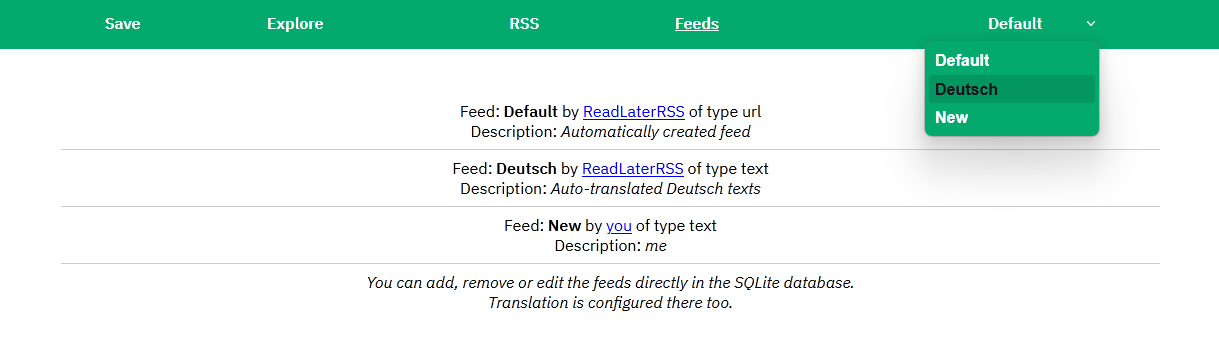 Save Explore RSS Feeds Default
Default
Deutsch
New
Feed: Default by ReadLaterRSS of type url
Description: Automatically created feed
Feed: Deutsch by ReadLaterRSS of type text
Description: Auto-translated Deutsch texts
Feed: New by you of type text
Description: me
You can add, remove or edit the feeds directly in the SQLite database.
Translation is configured there too.